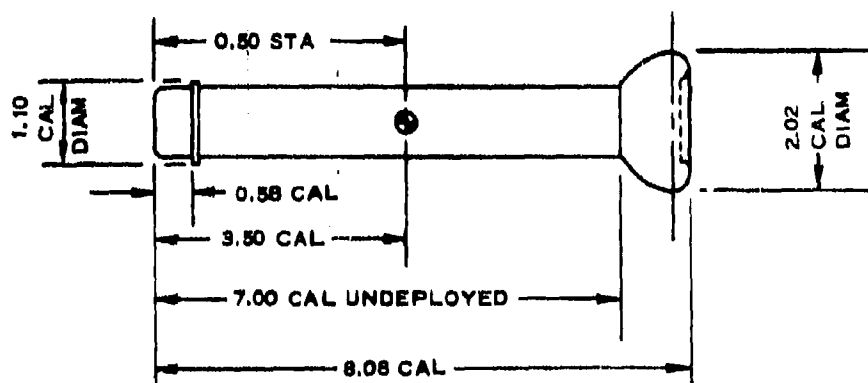 0.50 STA
1.10
CAL
DIAM
2.02
CAL
DIAM
0.58 CAL
3.50 CAL
7.00 CAL UNDEPLOYED
8.08 CAL